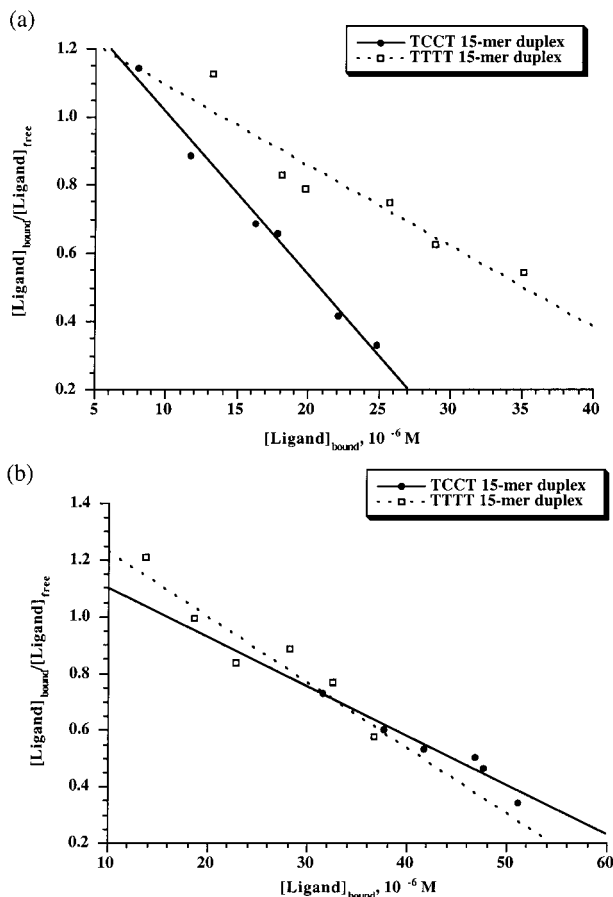 (a)
TCCT 15-mer duplex
TTTT 15-mer duplex
[Ligand]bound/[Ligand]free
1.2
1.0
0.8
0.6
0.4
0.2
5 10 15 20 25 30 35 40
[Ligand]bound, 10 -6 M
(b)
TCCT 15-mer duplex
TTTT 15-mer duplex
[Ligand]bound/[Ligand]free
1.4
1.2
1.0
0.8
0.6
0.4
0.2
10 20 30 40 50 60
[Ligand]bound, 10 -6 M